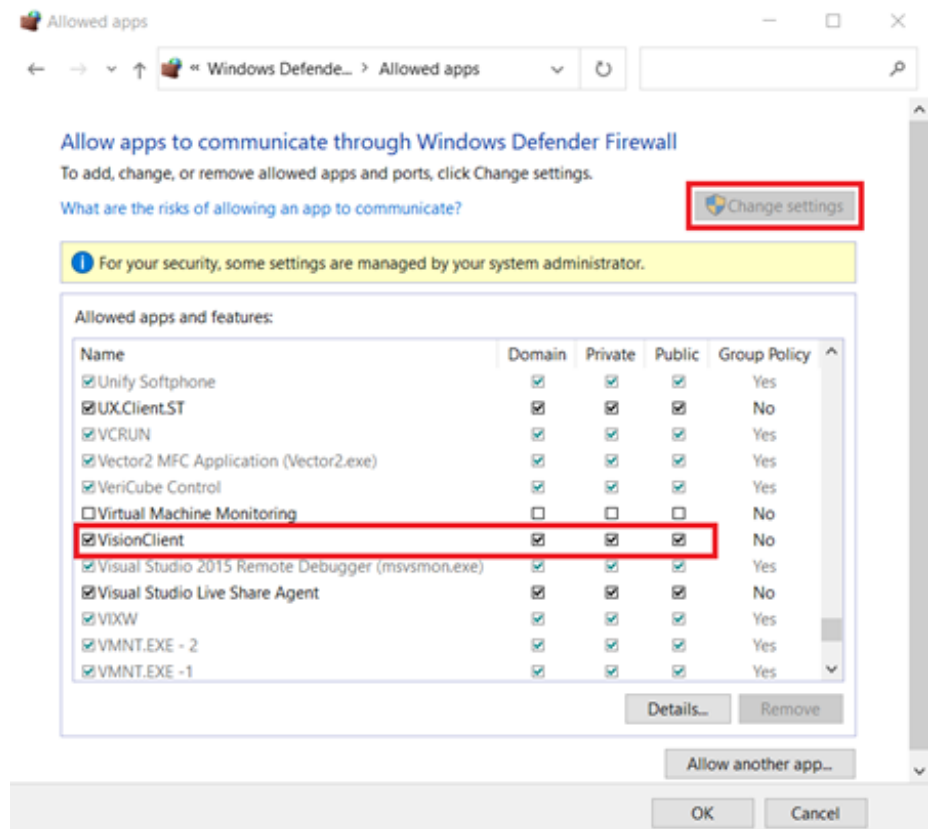 Allowed apps
« Windows Defende... > Allowed apps
Allow apps to communicate through Windows Defender Firewall
To add, change, or remove allowed apps and ports, click Change settings.
What are the risks of allowing an app to communicate?
Change settings
For your security, some settings are managed by your system administrator.
Allowed apps and features:
Name Domain Private Public Group Policy
Unify Softphone Yes
UX.Client.ST No
VCRUN Yes
Vector2 MFC Application (Vector2.exe) Yes
VeriCube Control Yes
Virtual Machine Monitoring No
VisionClient No
Visual Studio 2015 Remote Debugger (msvsmon.exe) Yes
Visual Studio Live Share Agent No
VIXW Yes
VMNT.EXE - 2 Yes
VMNT.EXE -1 Yes
Details... Remove
Allow another app...
OK Cancel